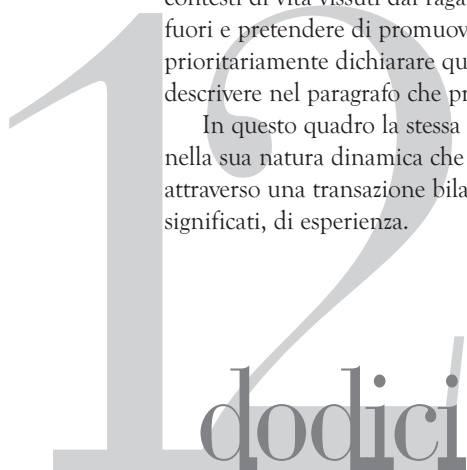 contesti di vita vissuti dai raga
fuori e pretendere di promuov
prioritariamente dichiarare qu
descrivere nel paragrafo che pr
In questo quadro la stessa
nella sua natura dinamica che
attraverso una transazione bila
significati, di esperienza.
12
dodici